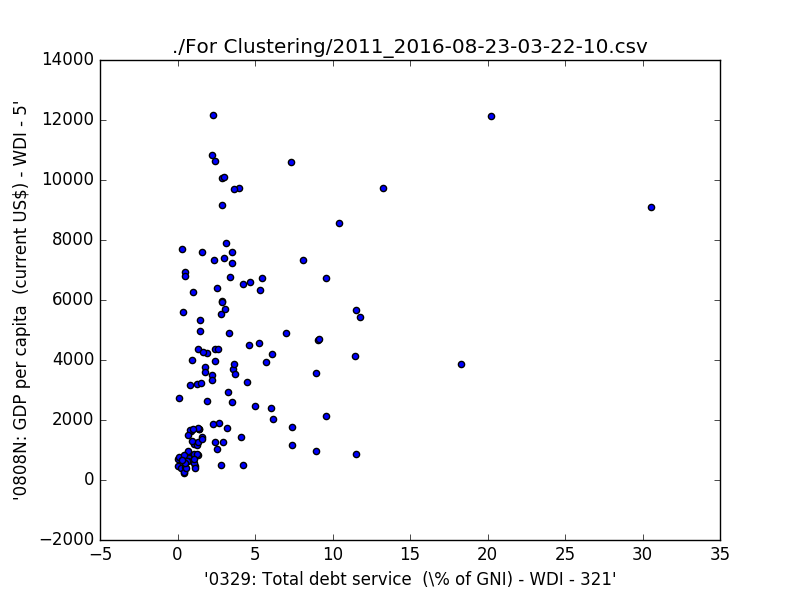 ./For Clustering/2011_2016-08-23-03-22-10.csv
14000
12000
10000
8000
6000
4000
2000
0
−2000
'0808N: GDP per capita  (current US$) - WDI - 5'
−5 0 5 10 15 20 25 30 35
'0329: Total debt service  (\% of GNI) - WDI - 321'